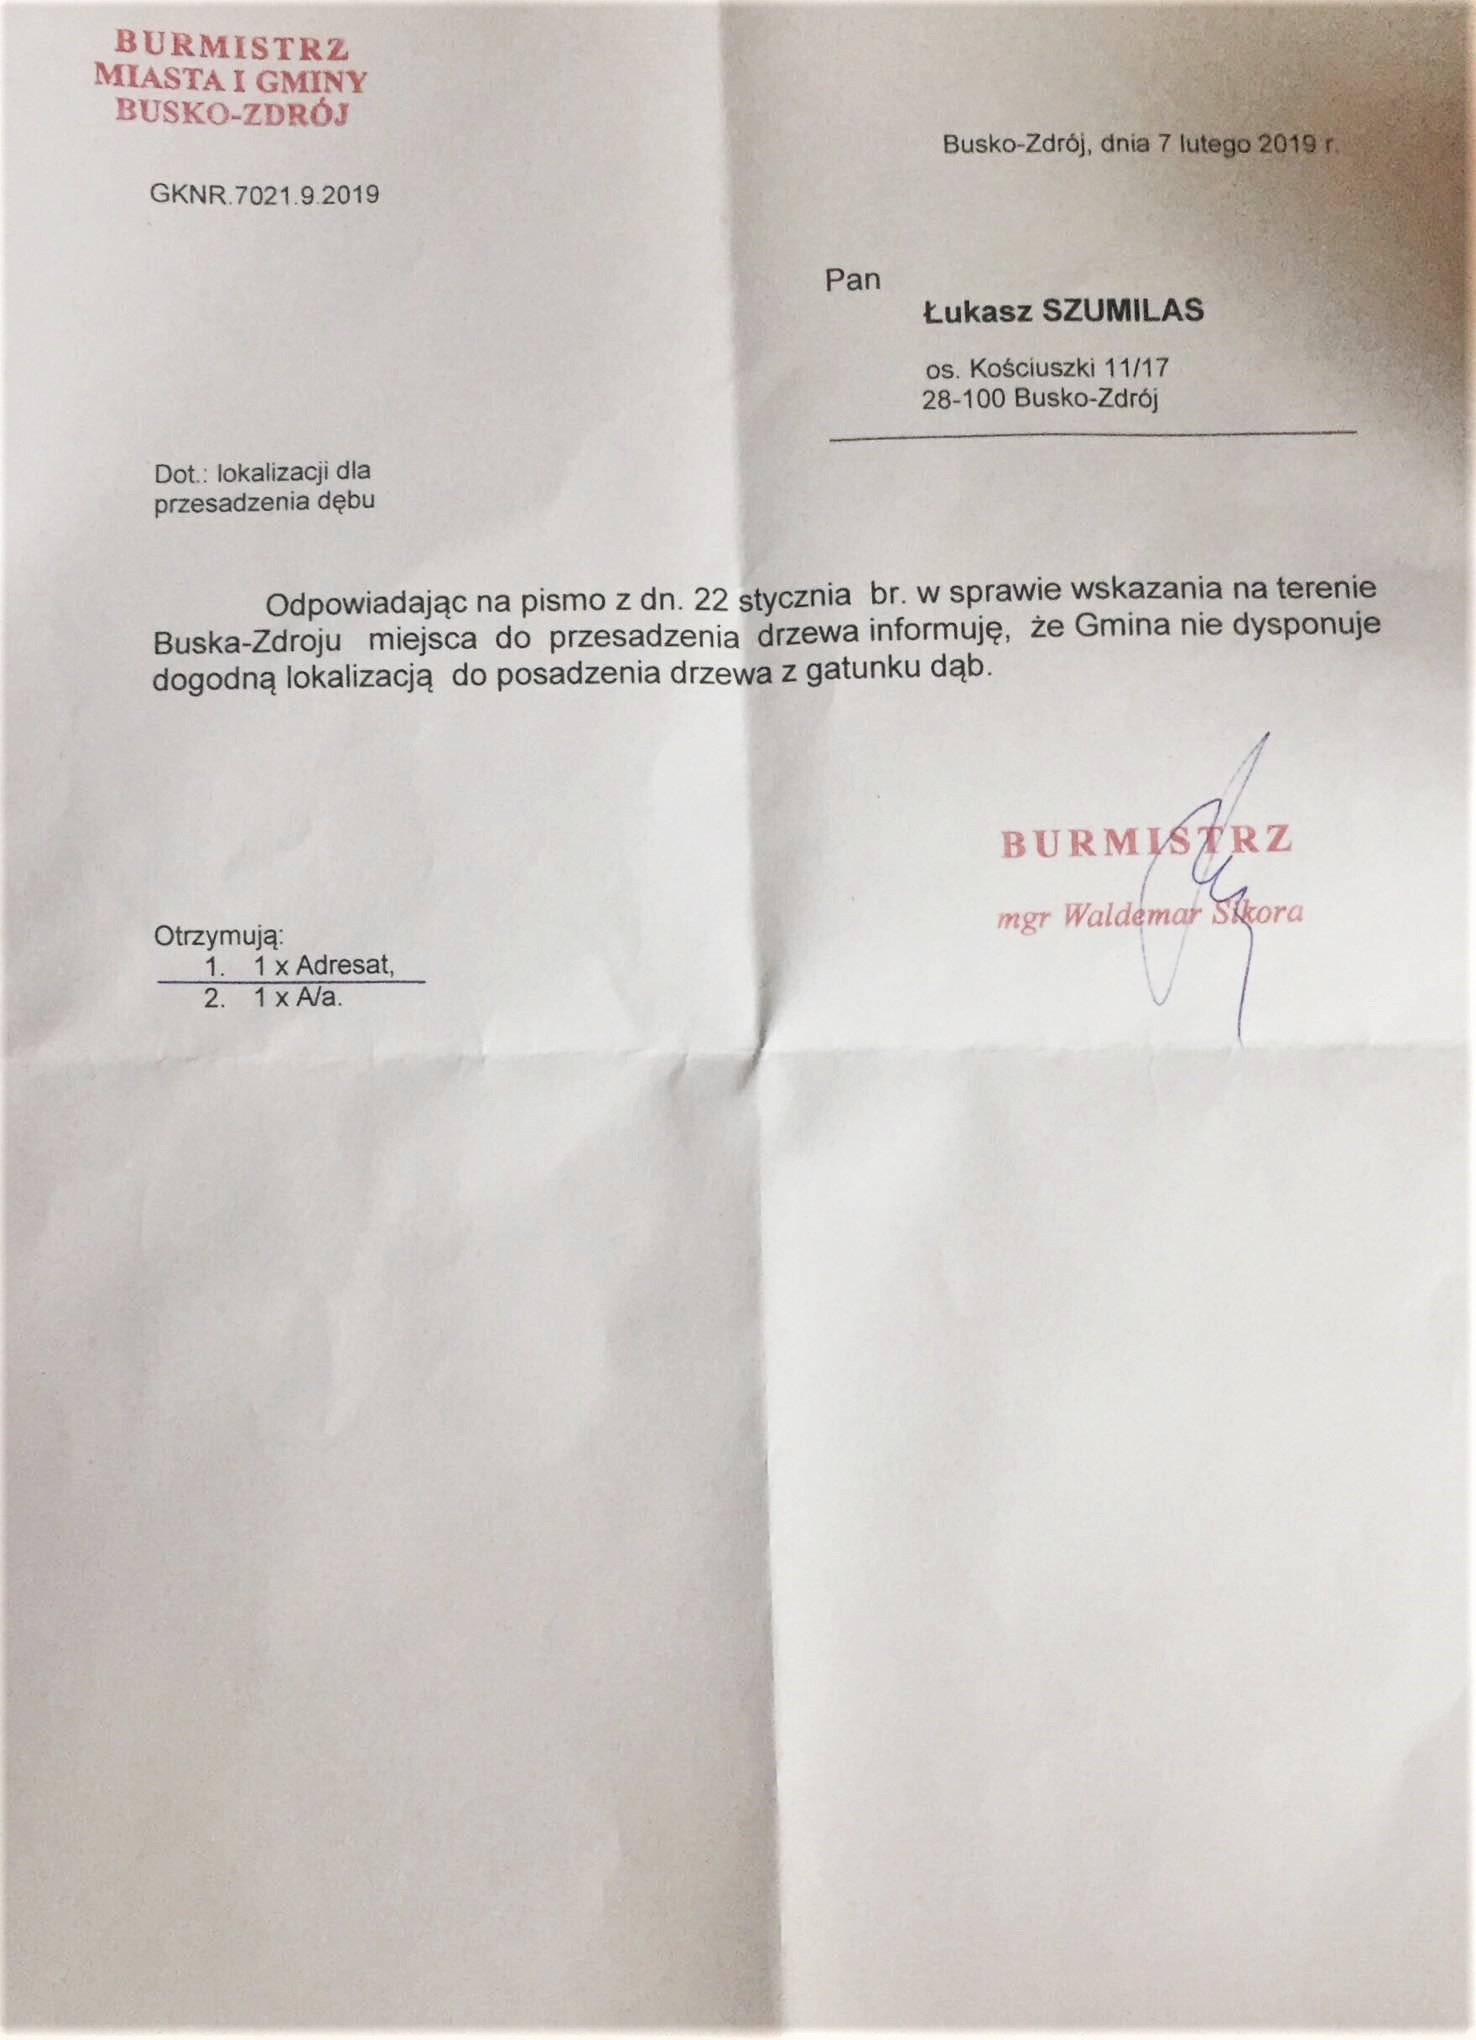 BURMISTRZ
MIASTA I GMINY
BUSKO-ZDRÓJ
Busko-Zdrój, dnia 7 lutego 2019 r.
GKNR.7021.9.2019
Pan
Łukasz SZUMILAS
os. Kościuszki 11/17
28-100 Busko-Zdrój
Dot.: lokalizacji dla
przesadzenia dębu
Odpowiadając na pismo z dn. 22 stycznia br. w sprawie wskazania na terenie
Buska-Zdroju miejsca do przesadzenia drzewa informuję, że Gmina nie dysponuje
dogodną lokalizacją do posadzenia drzewa z gatunku dąb.
BURMISTRZ
mgr Waldemar Sikora
Otrzymują:
1. 1 x Adresat,
2. 1 x A/a.